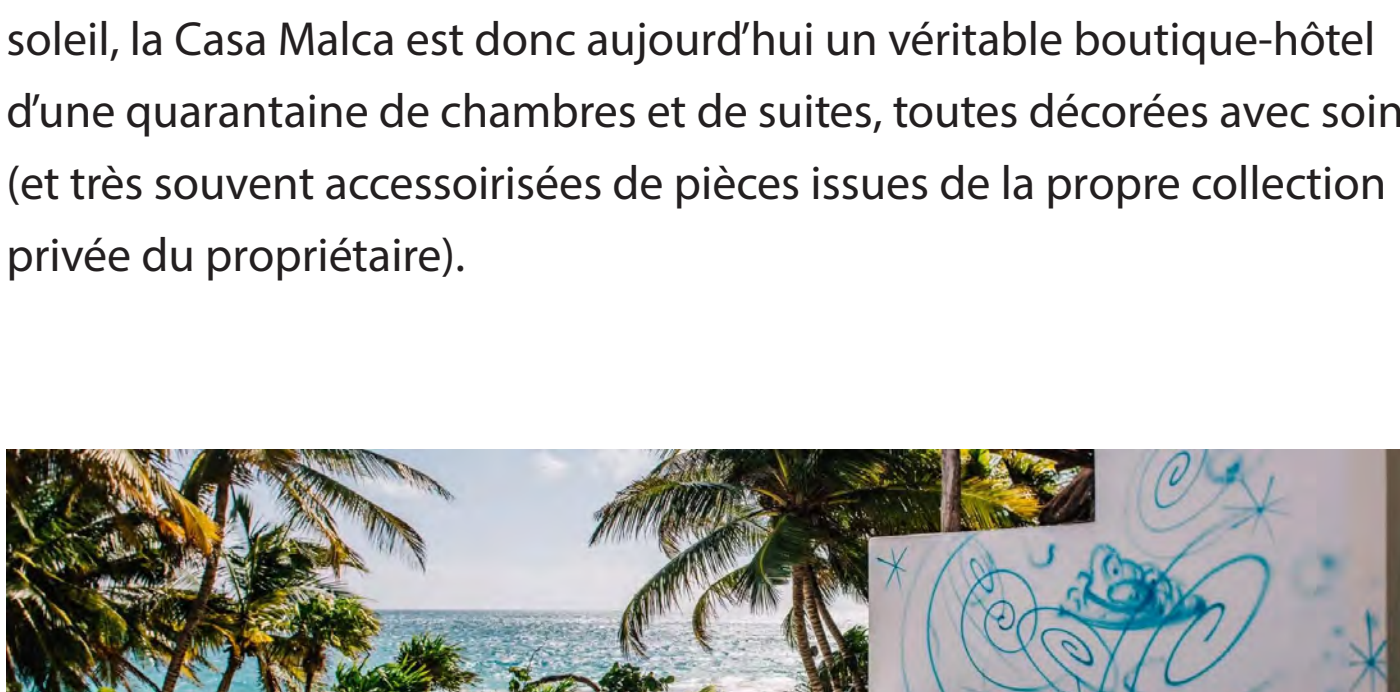 soleil, la Casa Malca est donc aujourd’hui un véritable boutique-hôtel
d’une quarantaine de chambres et de suites, toutes décorées avec soin
(et très souvent accessoirisées de pièces issues de la propre collection
privée du propriétaire).